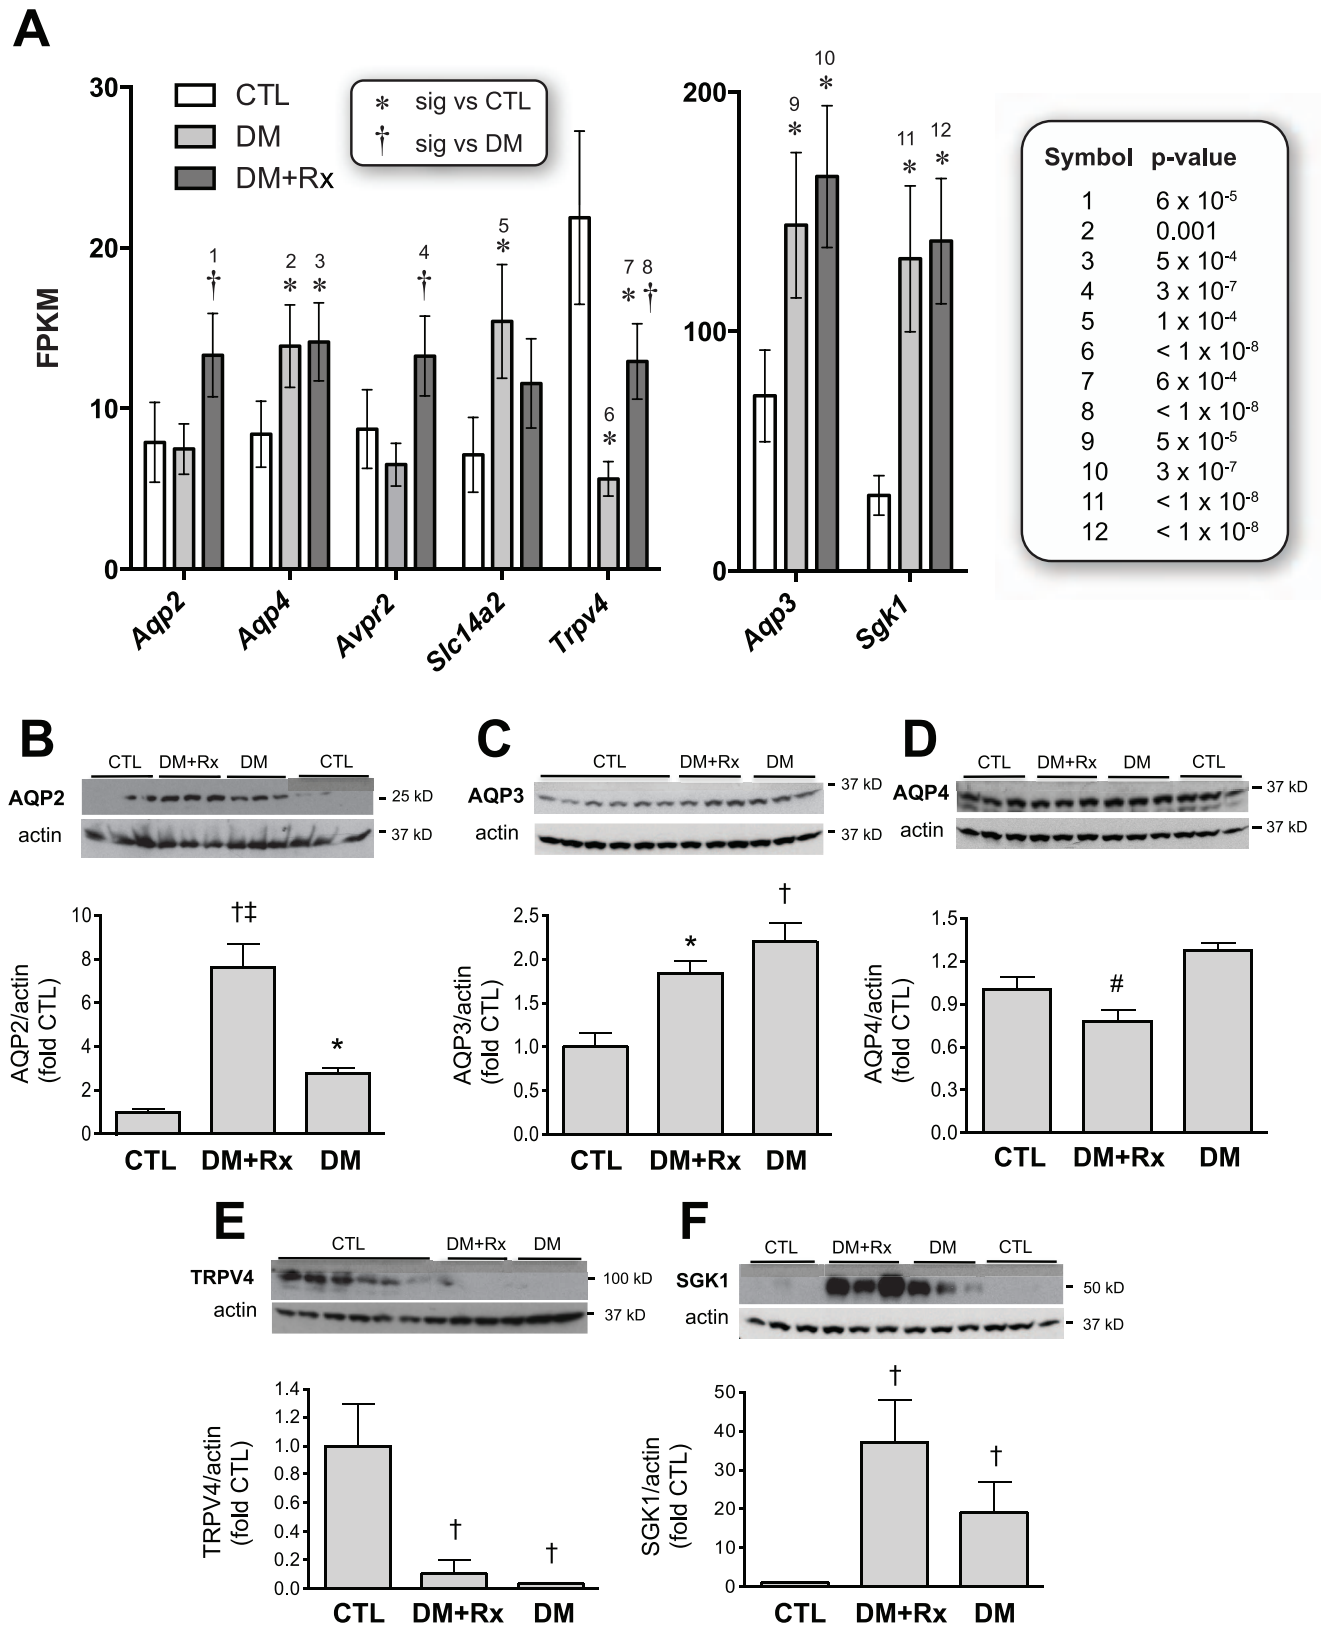 A
30
20
10
0
FPKM
CTL
DM
DM+Rx
* sig vs CTL
† sig vs DM
1
†
2
*
3
*
4
†
5
*
6
*
7 8
* †
Aqp2
Aqp4
Avpr2
Slc14a2
Trpv4
200
100
0
9
*
10
*
11
*
12
*
Aqp3
Sgk1
Symbol p-value
1 6 x 10-5
2 0.001
3 5 x 10-4
4 3 x 10-7
5 1 x 10-4
6 < 1 x 10-8
7 6 x 10-4
8 < 1 x 10-8
9 5 x 10-5
10 3 x 10-7
11 < 1 x 10-8
12 < 1 x 10-8
B
CTL DM+Rx DM CTL
AQP2 25 kD
actin 37 kD
AQP2/actin
(fold CTL)
10
8
6
4
2
0
†‡
*
CTL DM+Rx DM
C
CTL DM+Rx DM
AQP3 37 kD
actin 37 kD
AQP3/actin
(fold CTL)
2.5
2.0
1.5
1.0
0.5
0.0
*
†
CTL DM+Rx DM
D
CTL DM+Rx DM CTL
AQP4 37 kD
actin 37 kD
AQP4/actin
(fold CTL)
1.5
1.2
0.9
0.6
0.3
0.0
#
CTL DM+Rx DM
E
CTL DM+Rx DM
TRPV4 100 kD
actin 37 kD
TRPV4/actin
(fold CTL)
1.4
1.2
1.0
0.8
0.6
0.4
0.2
0.0
†
†
CTL DM+Rx DM
F
CTL DM+Rx DM CTL
SGK1 50 kD
actin 37 kD
SGK1/actin
(fold CTL)
50
40
30
20
10
0
†
†
CTL DM+Rx DM